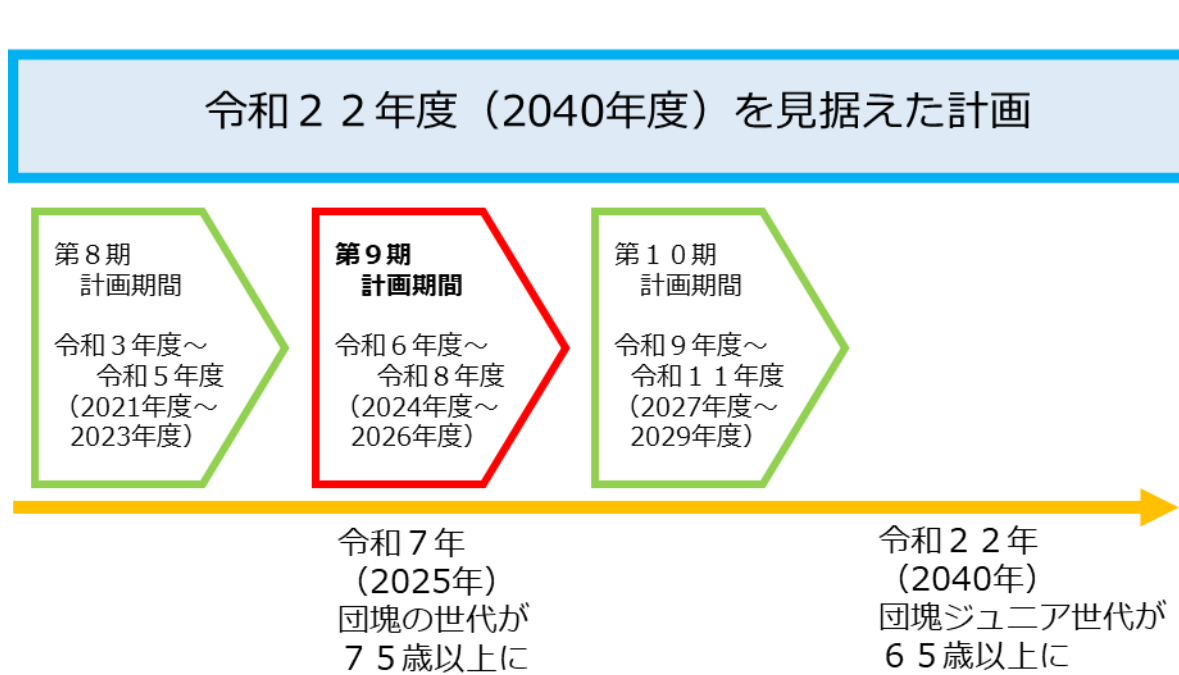 令和２２年度（2040年度）を見据えた計画
第８期
計画期間
令和３年度～
令和５年度
（2021年度～
2023年度）
第９期
計画期間
令和６年度～
令和８年度
（2024年度～
2026年度）
第１０期
計画期間
令和９年度～
令和１１年度
（2027年度～
2029年度）
令和７年
（2025年）
団塊の世代が
７５歳以上に
令和２２年
（2040年）
団塊ジュニア世代が
６５歳以上に